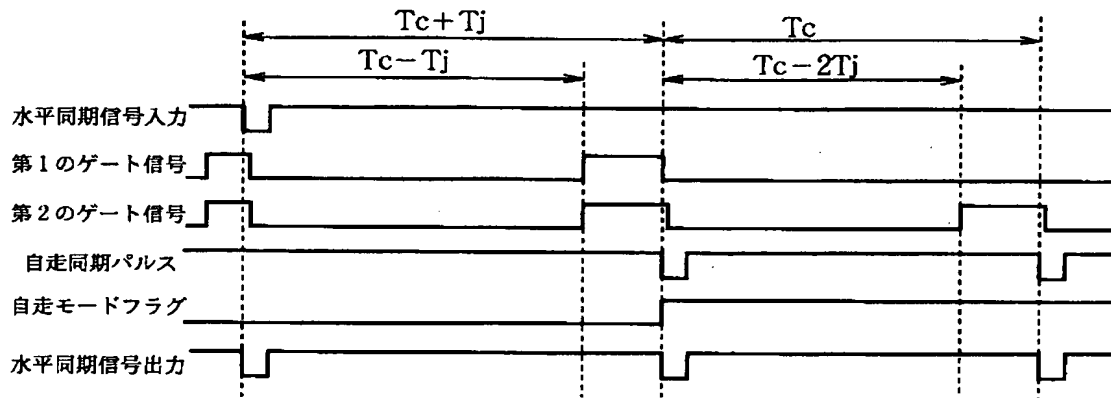 Tc+Tj
Tc
Tc−Tj
Tc−2Tj
水平同期信号入力
第1のゲート信号
第2のゲート信号
自走同期パルス
自走モードフラグ
水平同期信号出力